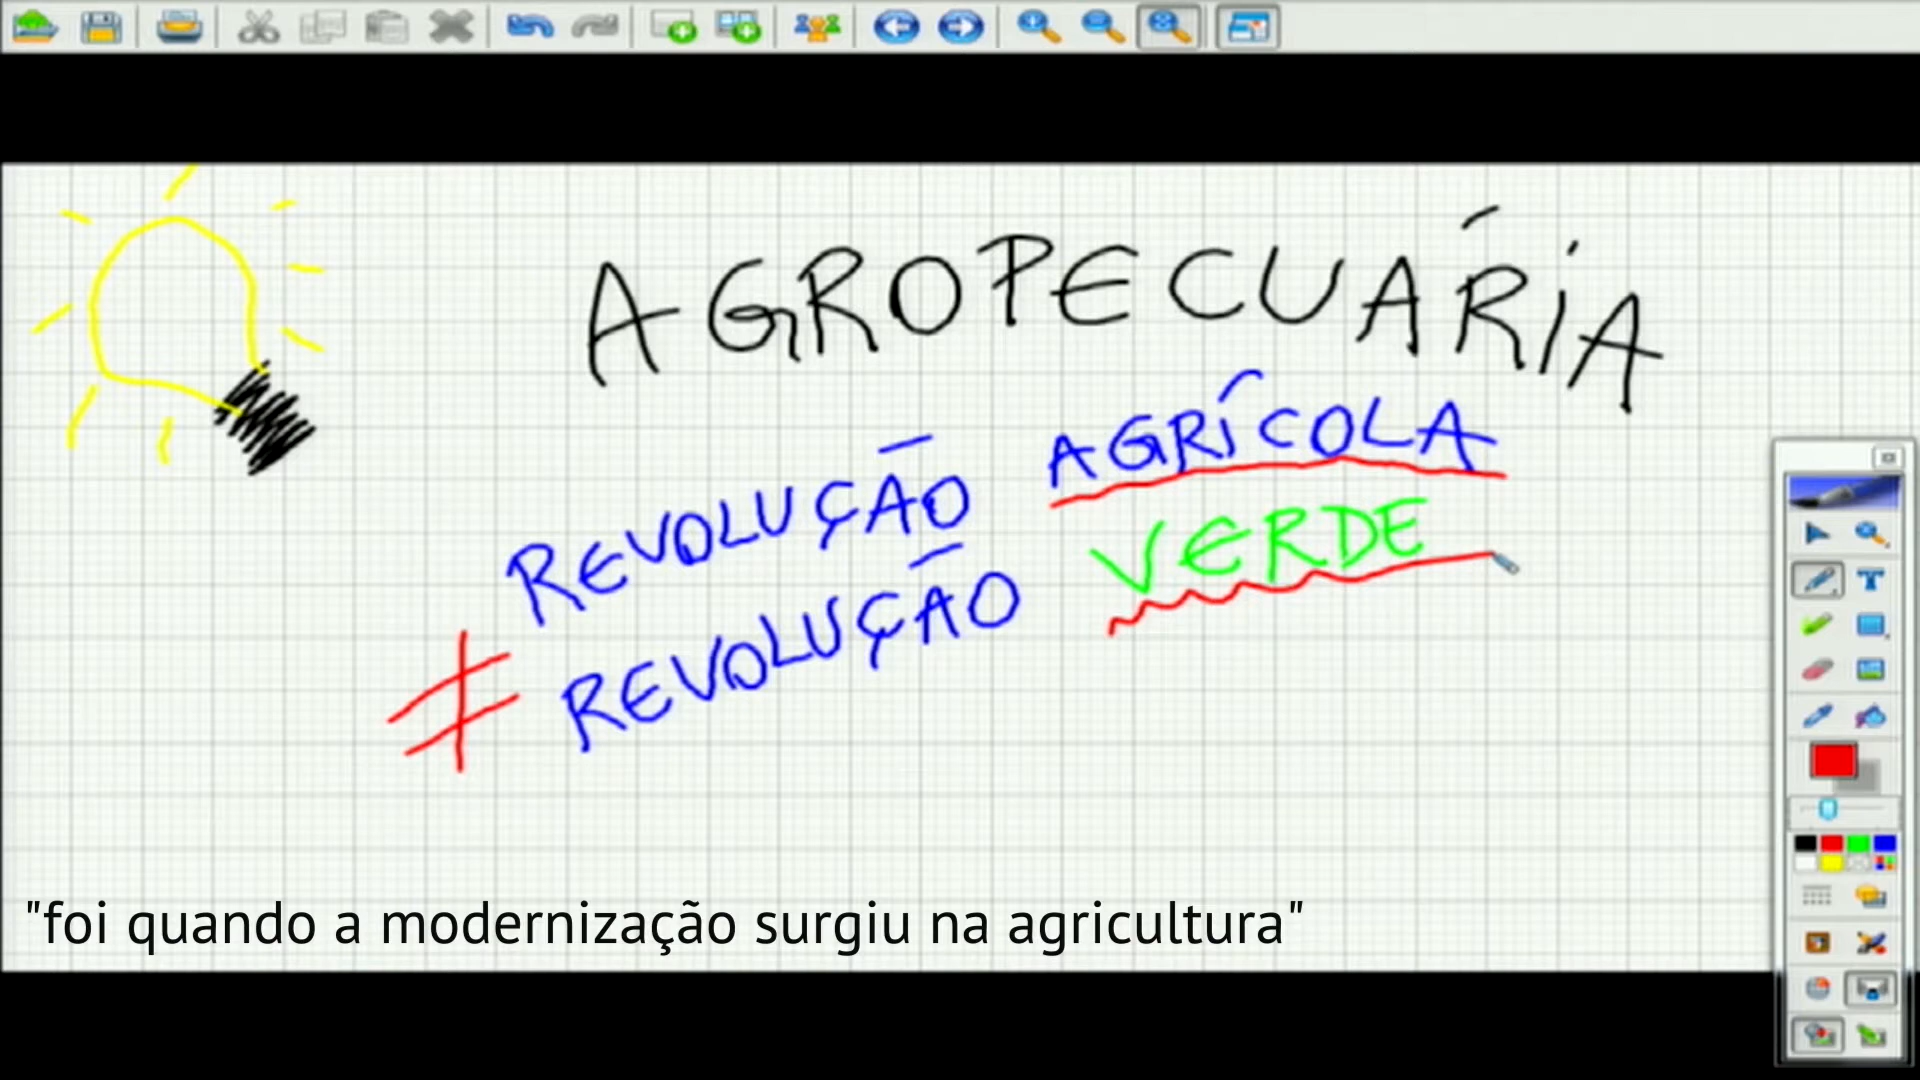 AGROPECUÁRIA
REVOLUÇÃO AGRÍCOLA
≠ REVOLUÇÃO VERDE
"foi quando a modernização surgiu na agricultura"